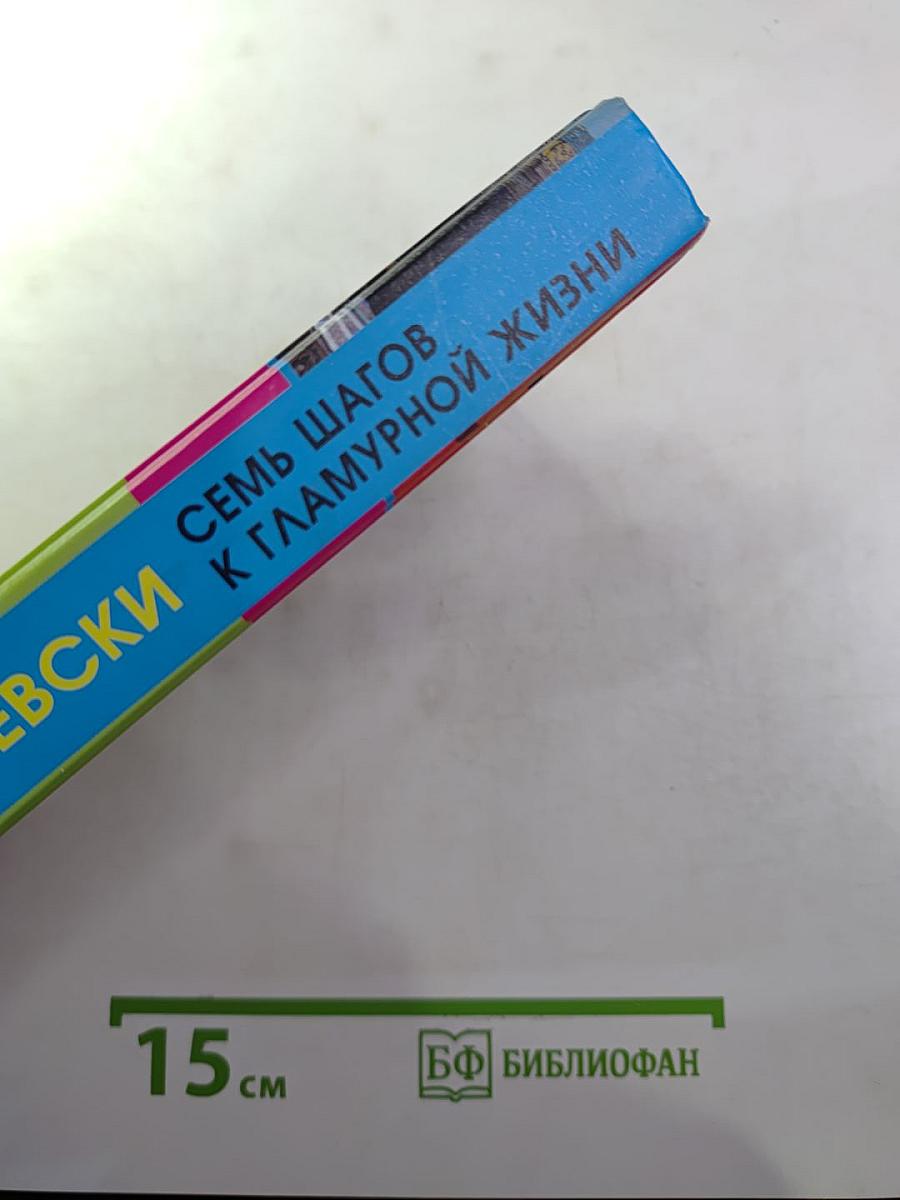 ЕВСКИ
СЕМЬ ШАГОВ
К ГЛАМУРНОЙ ЖИЗНИ
15 см
БФ БИБЛИОФАН